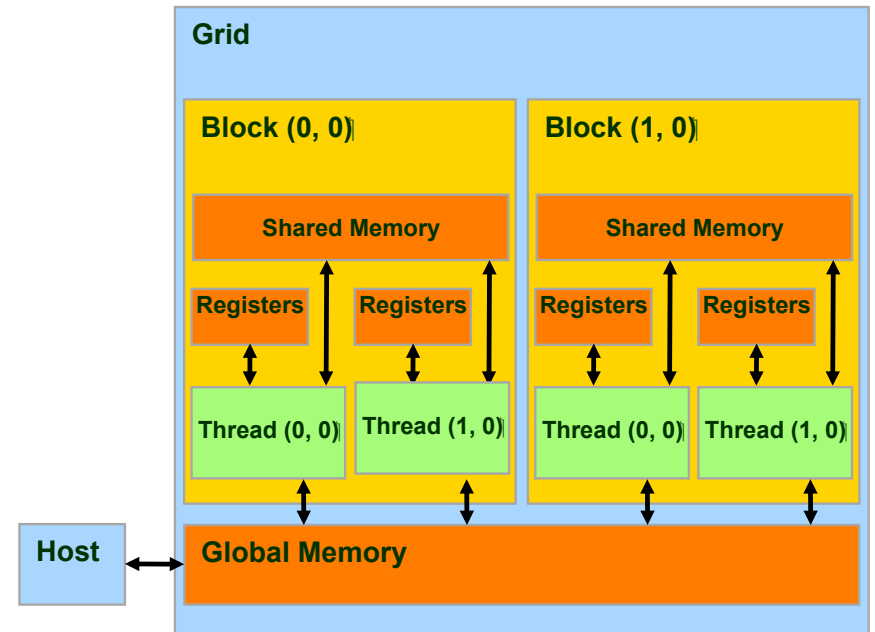 Grid
Block (0, 0)
Block (1, 0)
Shared Memory
Shared Memory
Registers
Registers
Registers
Registers
Thread (0, 0)
Thread (1, 0)
Thread (0, 0)
Thread (1, 0)
Host
Global Memory